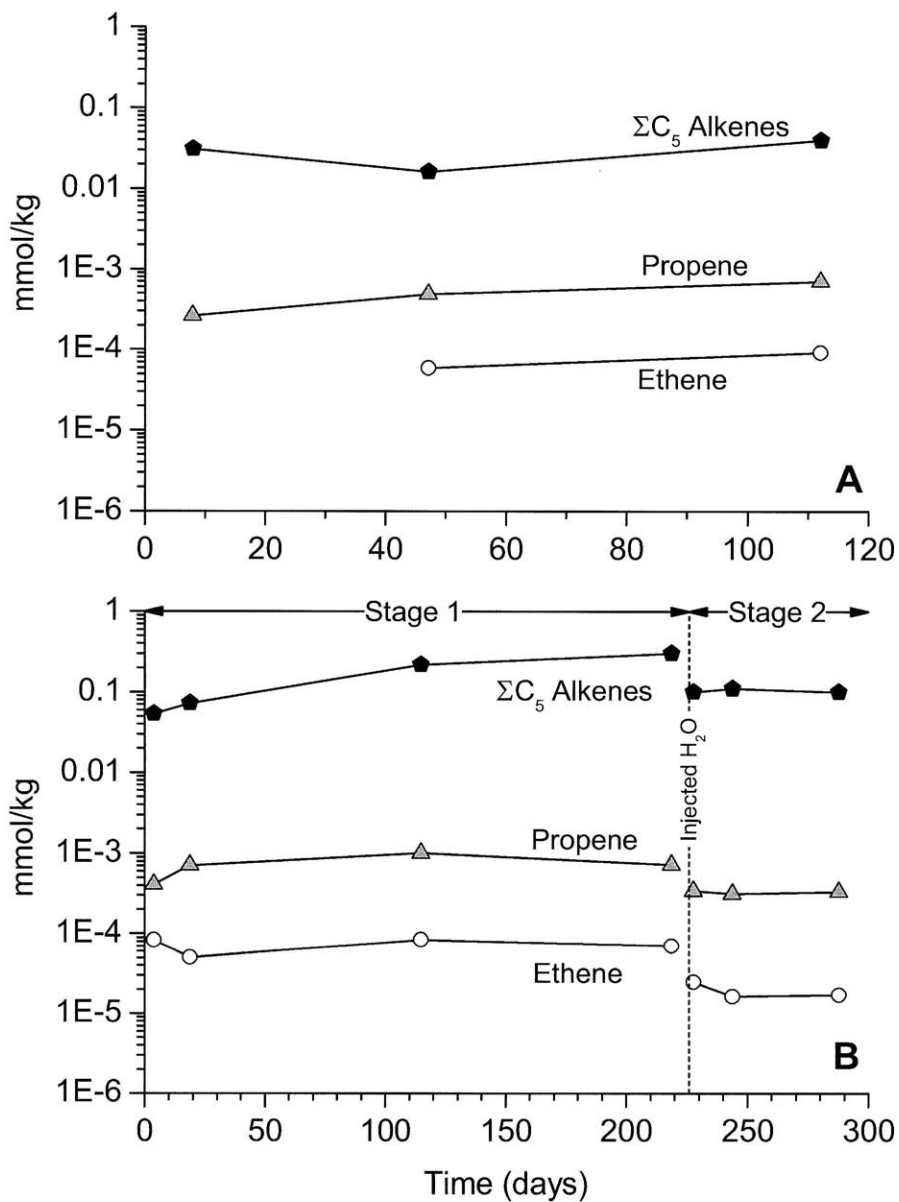 1
0.1
0.01
1E-3
1E-4
1E-5
1E-6
mmol/kg
ΣC₅ Alkenes
Propene
Ethene
A
0 20 40 60 80 100 120
Stage 1 Stage 2
1
0.1
0.01
1E-3
1E-4
1E-5
1E-6
mmol/kg
ΣC₅ Alkenes
Injected H₂O
Propene
Ethene
B
0 50 100 150 200 250 300
Time (days)